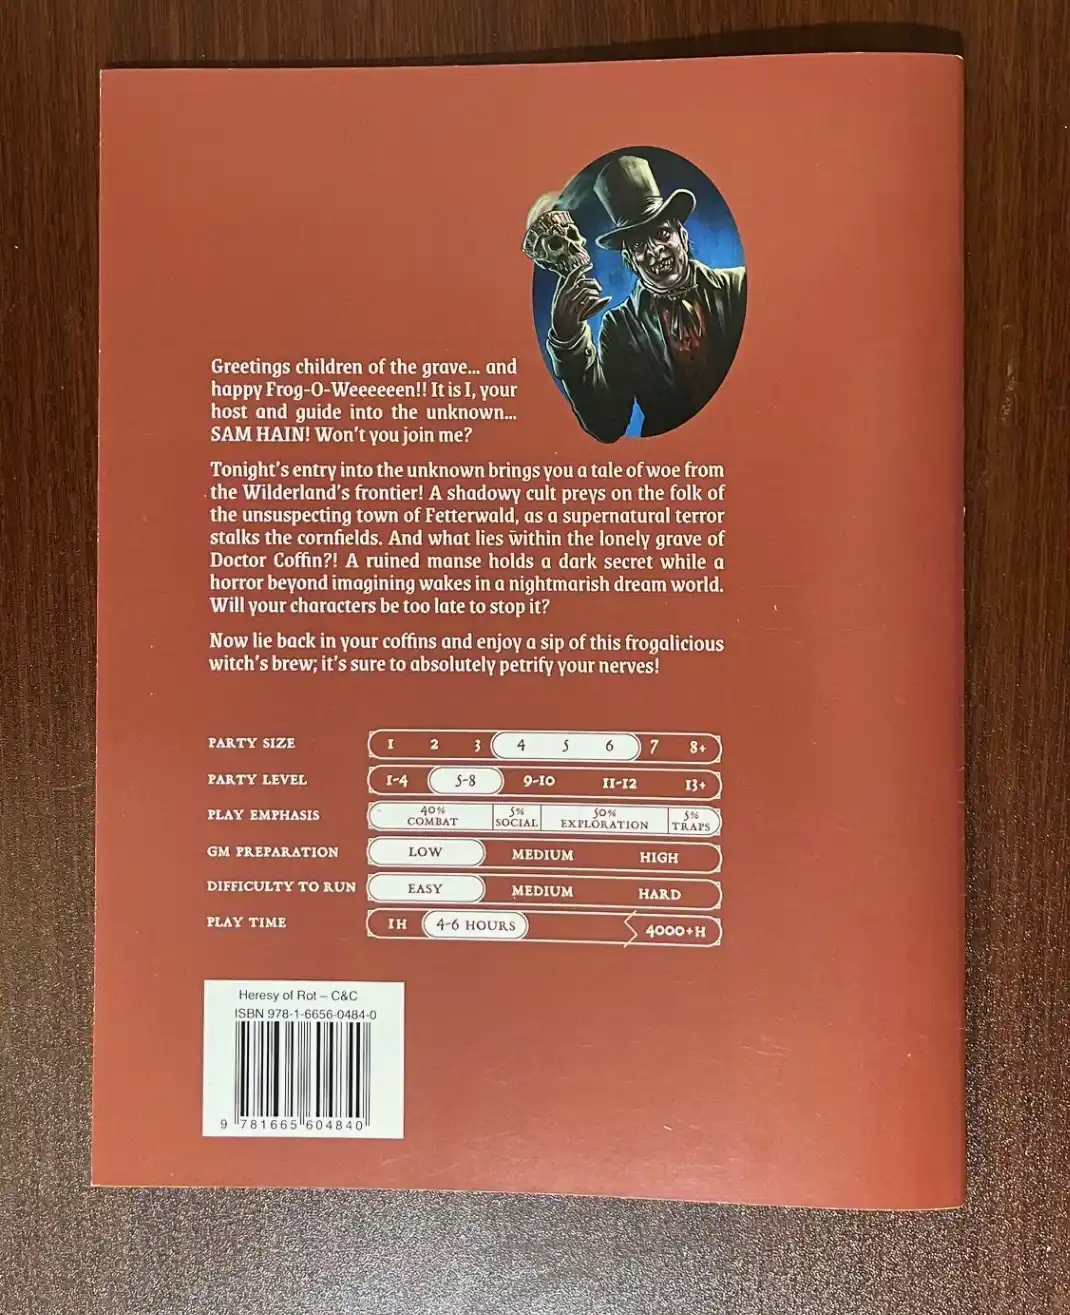 Greetings children of the grave... and
happy Frog-O-Weeeeeen!! It is I, your
host and guide into the unknown...
SAM HAIN! Won't you join me?
Tonight's entry into the unknown brings you a tale of woe from
the Wilderland's frontier! A shadowy cult preys on the folk of
the unsuspecting town of Fetterwald, as a supernatural terror
stalks the cornfields. And what lies within the lonely grave of
Doctor Coffin?! A ruined manse holds a dark secret while a
horror beyond imagining wakes in a nightmarish dream world.
Will your characters be too late to stop it?
Now lie back in your coffins and enjoy a sip of this frogalicious
witch's brew; it's sure to absolutely petrify your nerves!
PARTY SIZE 1 2 3 4 5 6 7 8+
PARTY LEVEL 1-4 5-8 9-10 11-12 13+
PLAY EMPHASIS 40% COMBAT 5% SOCIAL 50% EXPLORATION 5% TRAPS
GM PREPARATION LOW MEDIUM HIGH
DIFFICULTY TO RUN EASY MEDIUM HARD
PLAY TIME 1H 4-6 HOURS 4000+H
Heresy of Rot – C&C
ISBN 978-1-6656-0484-0
9 781665 604840